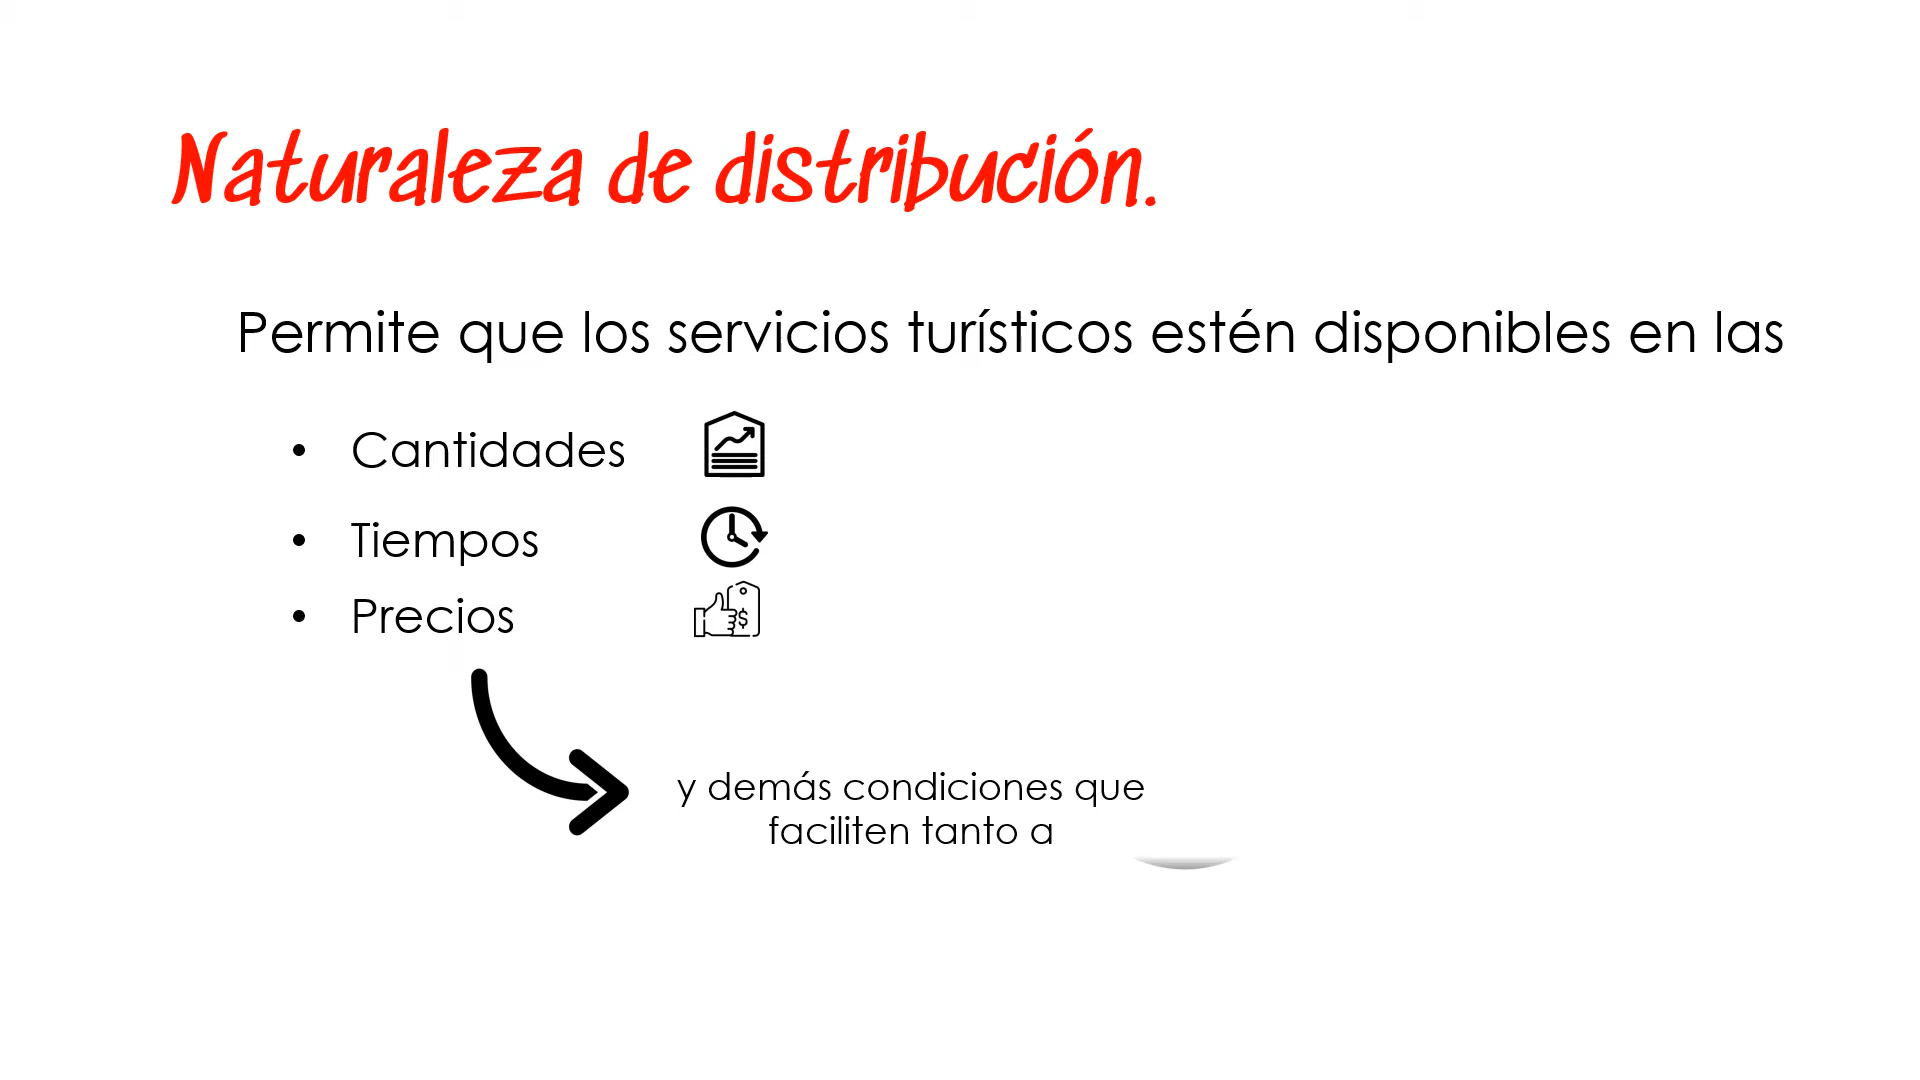 Naturaleza de distribución.
Permite que los servicios turísticos estén disponibles en las
• Cantidades
• Tiempos
• Precios
$
y demás condiciones que
faciliten tanto a